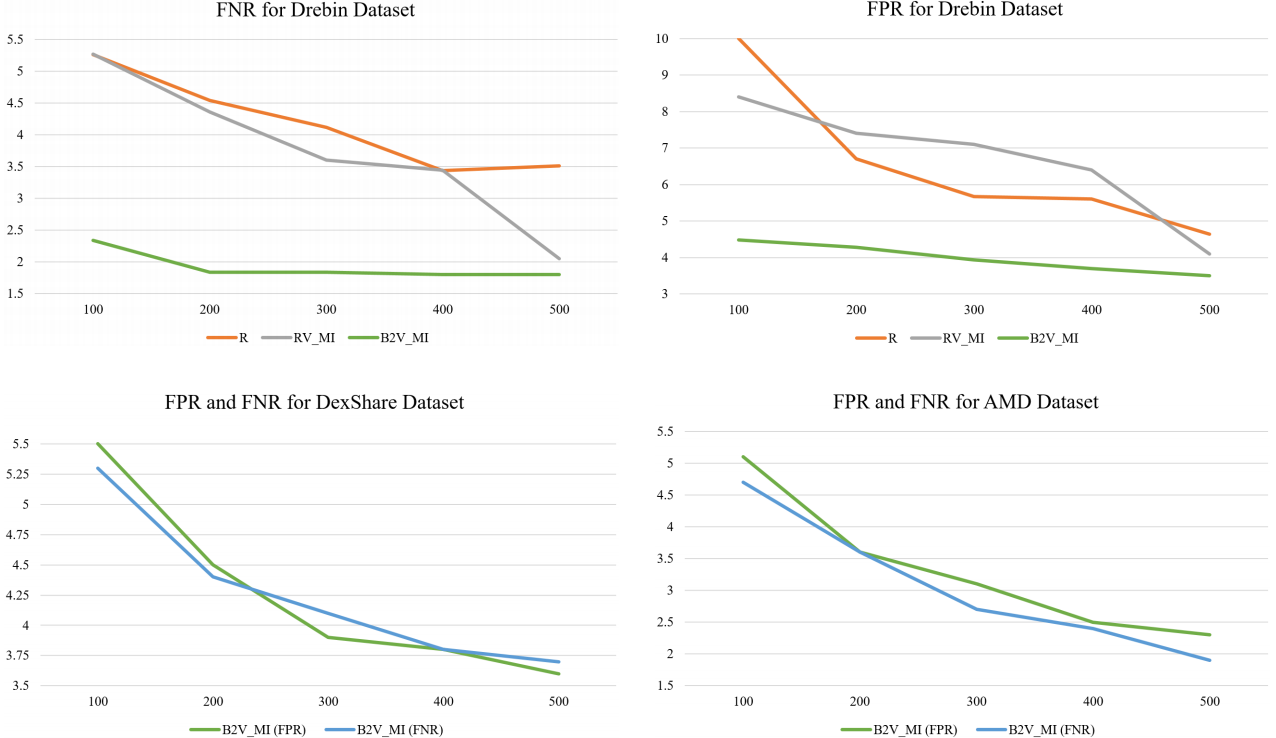 FNR for Drebin Dataset
5.5
5
4.5
4
3.5
3
2.5
2
1.5
100 200 300 400 500
R RV_MI B2V_MI
FPR for Drebin Dataset
10
9
8
7
6
5
4
3
100 200 300 400 500
R RV_MI B2V_MI
FPR and FNR for DexShare Dataset
5.5
5.25
5
4.75
4.5
4.25
4
3.75
3.5
100 200 300 400 500
B2V_MI (FPR) B2V_MI (FNR)
FPR and FNR for AMD Dataset
5.5
5
4.5
4
3.5
3
2.5
2
1.5
100 200 300 400 500
B2V_MI (FPR) B2V_MI (FNR)